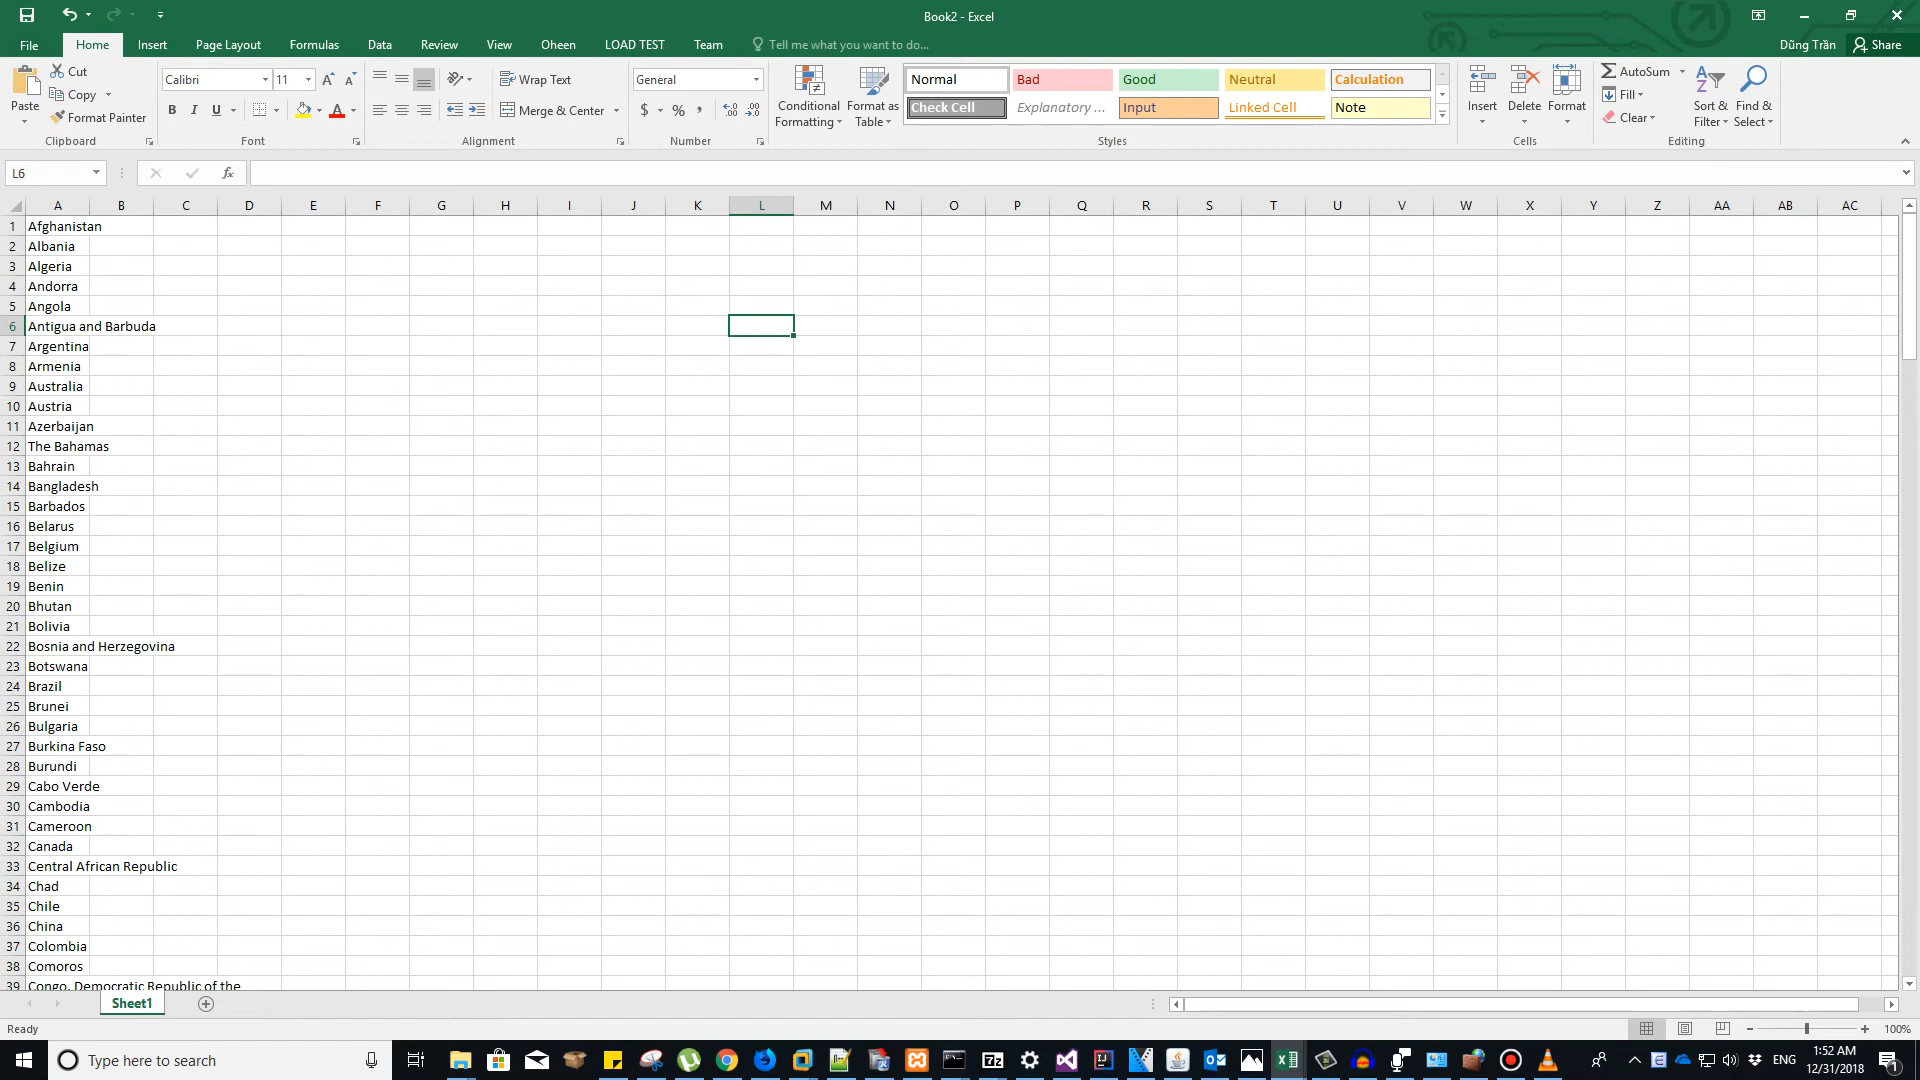 Book2 - Excel
File Home Insert Page Layout Formulas Data Review View Oheen LOAD TEST Team Tell me what you want to do... Dũng Trần Share
Paste Cut Copy Format Painter
Clipboard
Calibri 11
B I U A
Font
Wrap Text
Merge & Center
Alignment
General
$ % ,
Number
Conditional Formatting
Format as Table
Normal Bad Good Neutral Calculation
Check Cell Explanatory ... Input Linked Cell Note
Styles
Insert Delete Format
Cells
AutoSum
Fill
Clear
Sort & Filter
Find & Select
Editing
L6 fx
A B C D E F G H I J K L M N O P Q R S T U V W X Y Z AA AB AC
1 Afghanistan
2 Albania
3 Algeria
4 Andorra
5 Angola
6 Antigua and Barbuda
7 Argentina
8 Armenia
9 Australia
10 Austria
11 Azerbaijan
12 The Bahamas
13 Bahrain
14 Bangladesh
15 Barbados
16 Belarus
17 Belgium
18 Belize
19 Benin
20 Bhutan
21 Bolivia
22 Bosnia and Herzegovina
23 Botswana
24 Brazil
25 Brunei
26 Bulgaria
27 Burkina Faso
28 Burundi
29 Cabo Verde
30 Cambodia
31 Cameroon
32 Canada
33 Central African Republic
34 Chad
35 Chile
36 China
37 Colombia
38 Comoros
39 Congo, Democratic Republic of the
Sheet1
Ready 100%
Type here to search ENG 1:52 AM
12/31/2018